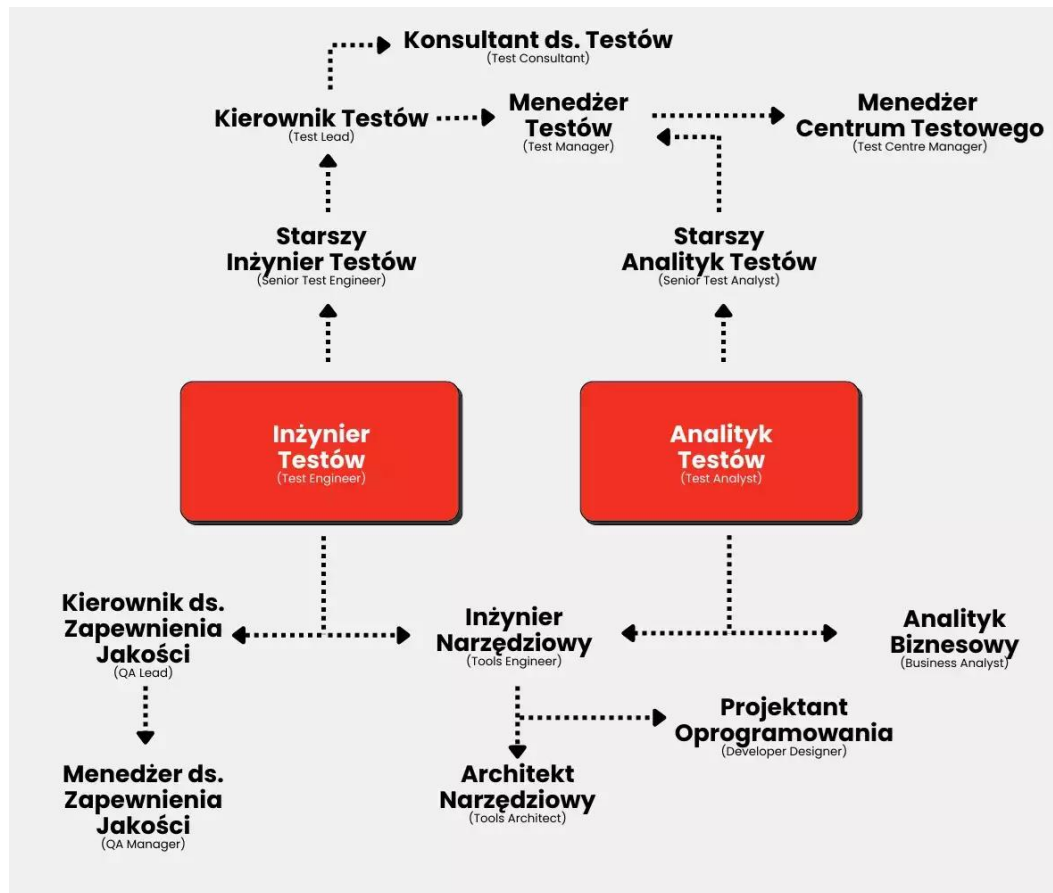 Konsultant ds. Testów
(Test Consultant)
Kierownik Testów
(Test Lead)
Menedżer
Testów
(Test Manager)
Menedżer
Centrum Testowego
(Test Centre Manager)
Starszy
Inżynier Testów
(Senior Test Engineer)
Starszy
Analityk Testów
(Senior Test Analyst)
Inżynier
Testów
(Test Engineer)
Analityk
Testów
(Test Analyst)
Kierownik ds.
Zapewnienia
Jakości
(QA Lead)
Inżynier
Narzędziowy
(Tools Engineer)
Analityk
Biznesowy
(Business Analyst)
Projektant
Oprogramowania
(Developer Designer)
Menedżer ds.
Zapewnienia
Jakości
(QA Manager)
Architekt
Narzędziowy
(Tools Architect)